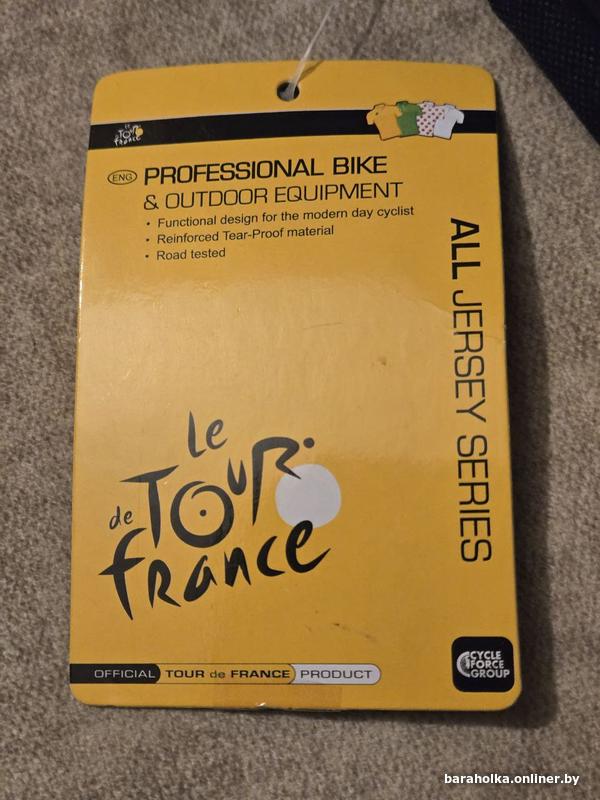 le
TOUR
de
france
ENG
PROFESSIONAL BIKE
& OUTDOOR EQUIPMENT
• Functional design for the modern day cyclist
• Reinforced Tear-Proof material
• Road tested
ALL JERSEY SERIES
Le
de TOUR
france
OFFICIAL TOUR de FRANCE PRODUCT
CYCLE
FORCE
GROUP
baraholka.onliner.by